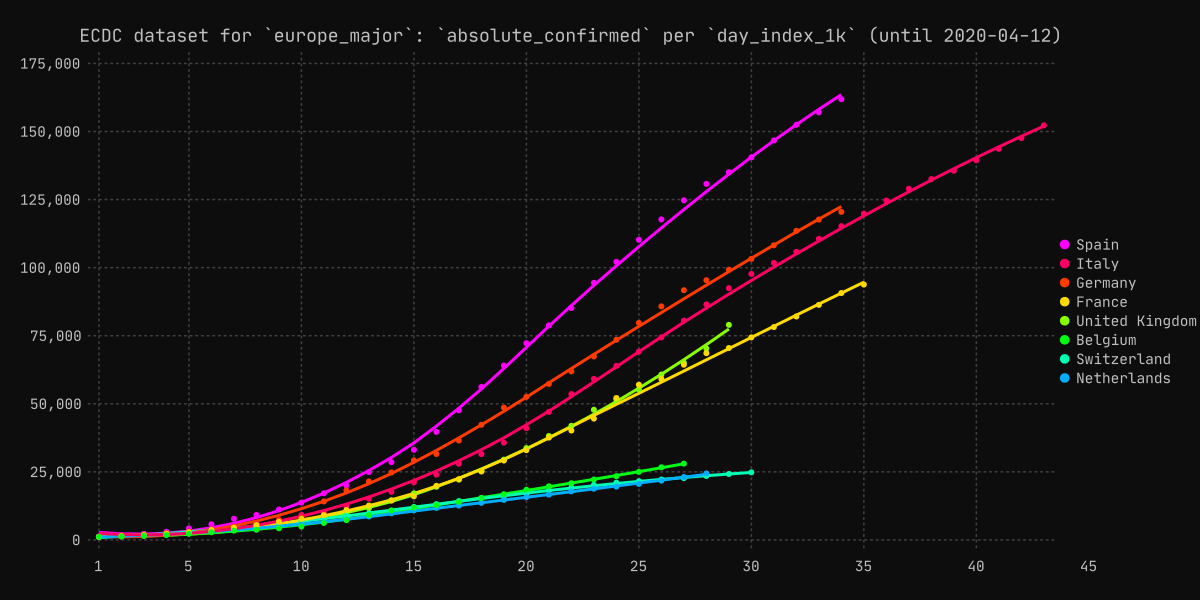 ECDC dataset for `europe_major`: `absolute_confirmed` per `day_index_1k` (until 2020-04-12)
175,000
150,000
125,000
100,000
75,000
50,000
25,000
0
1 5 10 15 20 25 30 35 40 45
Spain
Italy
Germany
France
United Kingdom
Belgium
Switzerland
Netherlands